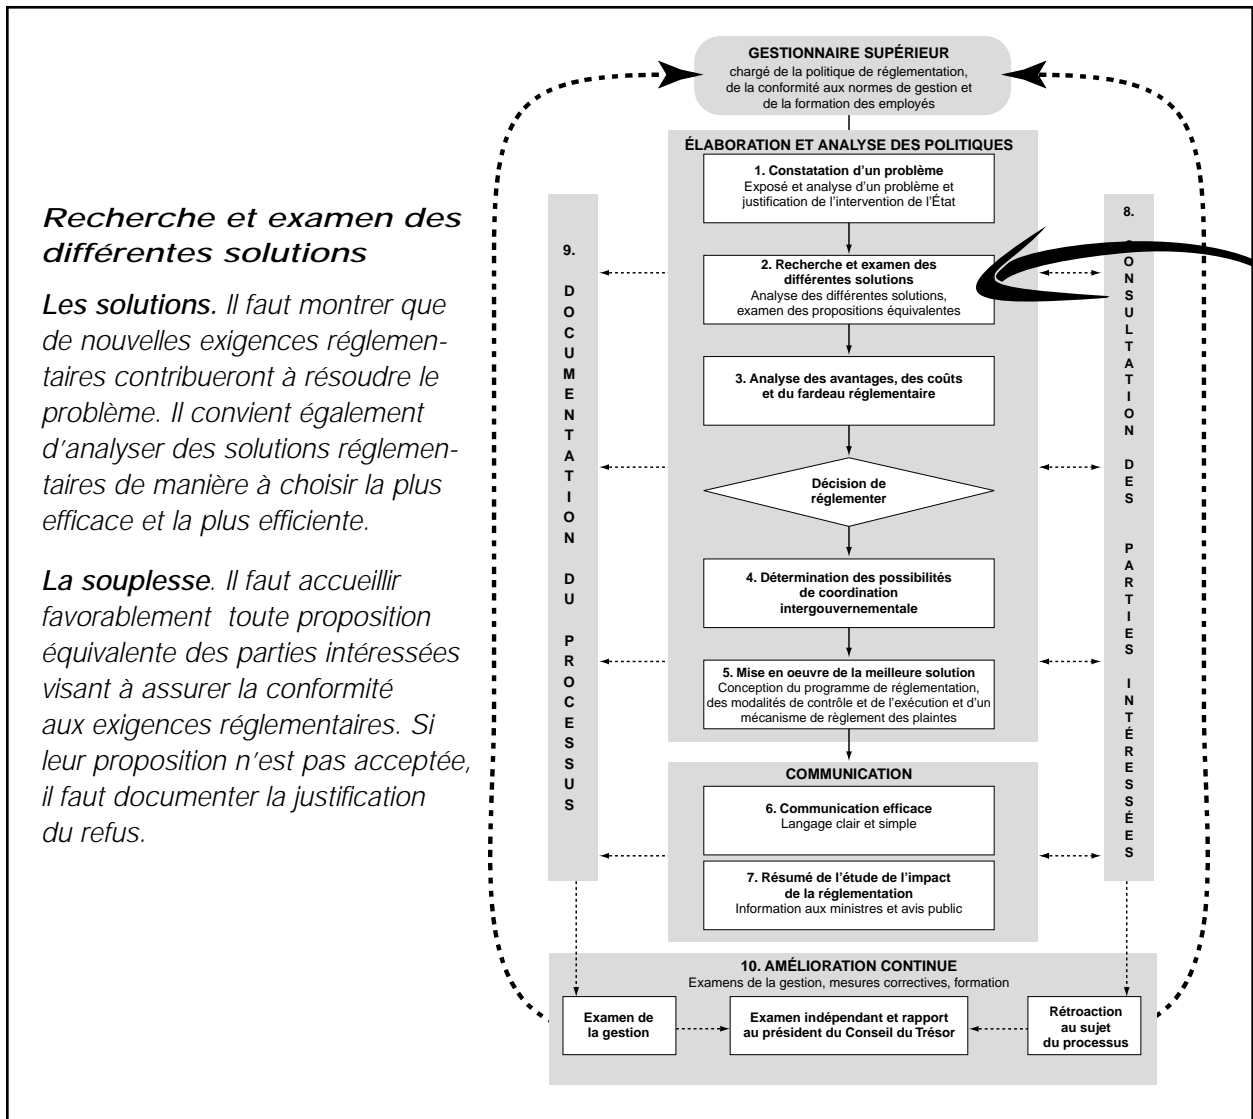 Recherche et examen des
différentes solutions
Les solutions. Il faut montrer que
de nouvelles exigences réglemen-
taires contribueront à résoudre le
problème. Il convient également
d'analyser des solutions réglemen-
taires de manière à choisir la plus
efficace et la plus efficiente.
La souplesse. Il faut accueillir
favorablement toute proposition
équivalente des parties intéressées
visant à assurer la conformité
aux exigences réglementaires. Si
leur proposition n'est pas acceptée,
il faut documenter la justification
du refus.
GESTIONNAIRE SUPÉRIEUR
chargé de la politique de réglementation,
de la conformité aux normes de gestion et
de la formation des employés
ÉLABORATION ET ANALYSE DES POLITIQUES
1. Constatation d'un problème
Exposé et analyse d'un problème et
justification de l'intervention de l'État
2. Recherche et examen des
différentes solutions
Analyse des différentes solutions,
examen des propositions équivalentes
3. Analyse des avantages, des coûts
et du fardeau réglementaire
Décision de
réglementer
4. Détermination des possibilités
de coordination
intergouvernementale
5. Mise en oeuvre de la meilleure solution
Conception du programme de réglementation,
des modalités de contrôle et de l'exécution et d'un
mécanisme de règlement des plaintes
COMMUNICATION
6. Communication efficace
Langage clair et simple
7. Résumé de l'étude de l'impact
de la réglementation
Information aux ministres et avis public
9. DOCUMENTATION DU PROCESSUS
8. CONSULTATION DES PARTIES INTÉRESSÉES
10. AMÉLIORATION CONTINUE
Examens de la gestion, mesures correctives, formation
Examen de
la gestion
Examen indépendant et rapport
au président du Conseil du Trésor
Rétroaction
au sujet
du processus